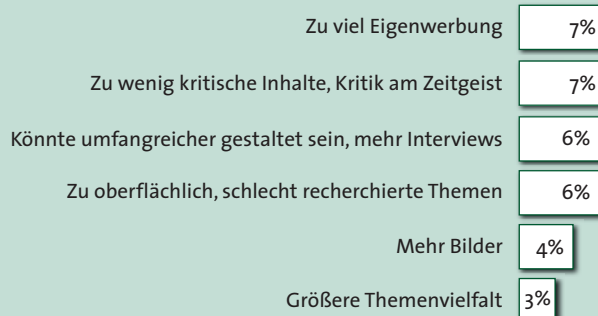 Zu viel Eigenwerbung 7%
Zu wenig kritische Inhalte, Kritik am Zeitgeist 7%
Könnte umfangreicher gestaltet sein, mehr Interviews 6%
Zu oberflächlich, schlecht recherchierte Themen 6%
Mehr Bilder 4%
Größere Themenvielfalt 3%